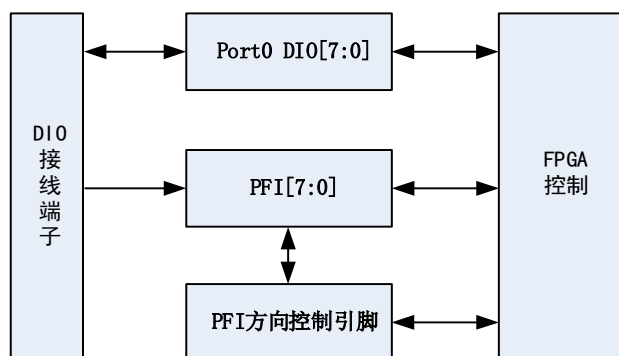 Port0 DIO[7:0]
DIO
接
线
端
子
PFI[7:0]
FPGA
控制
PFI方向控制引脚